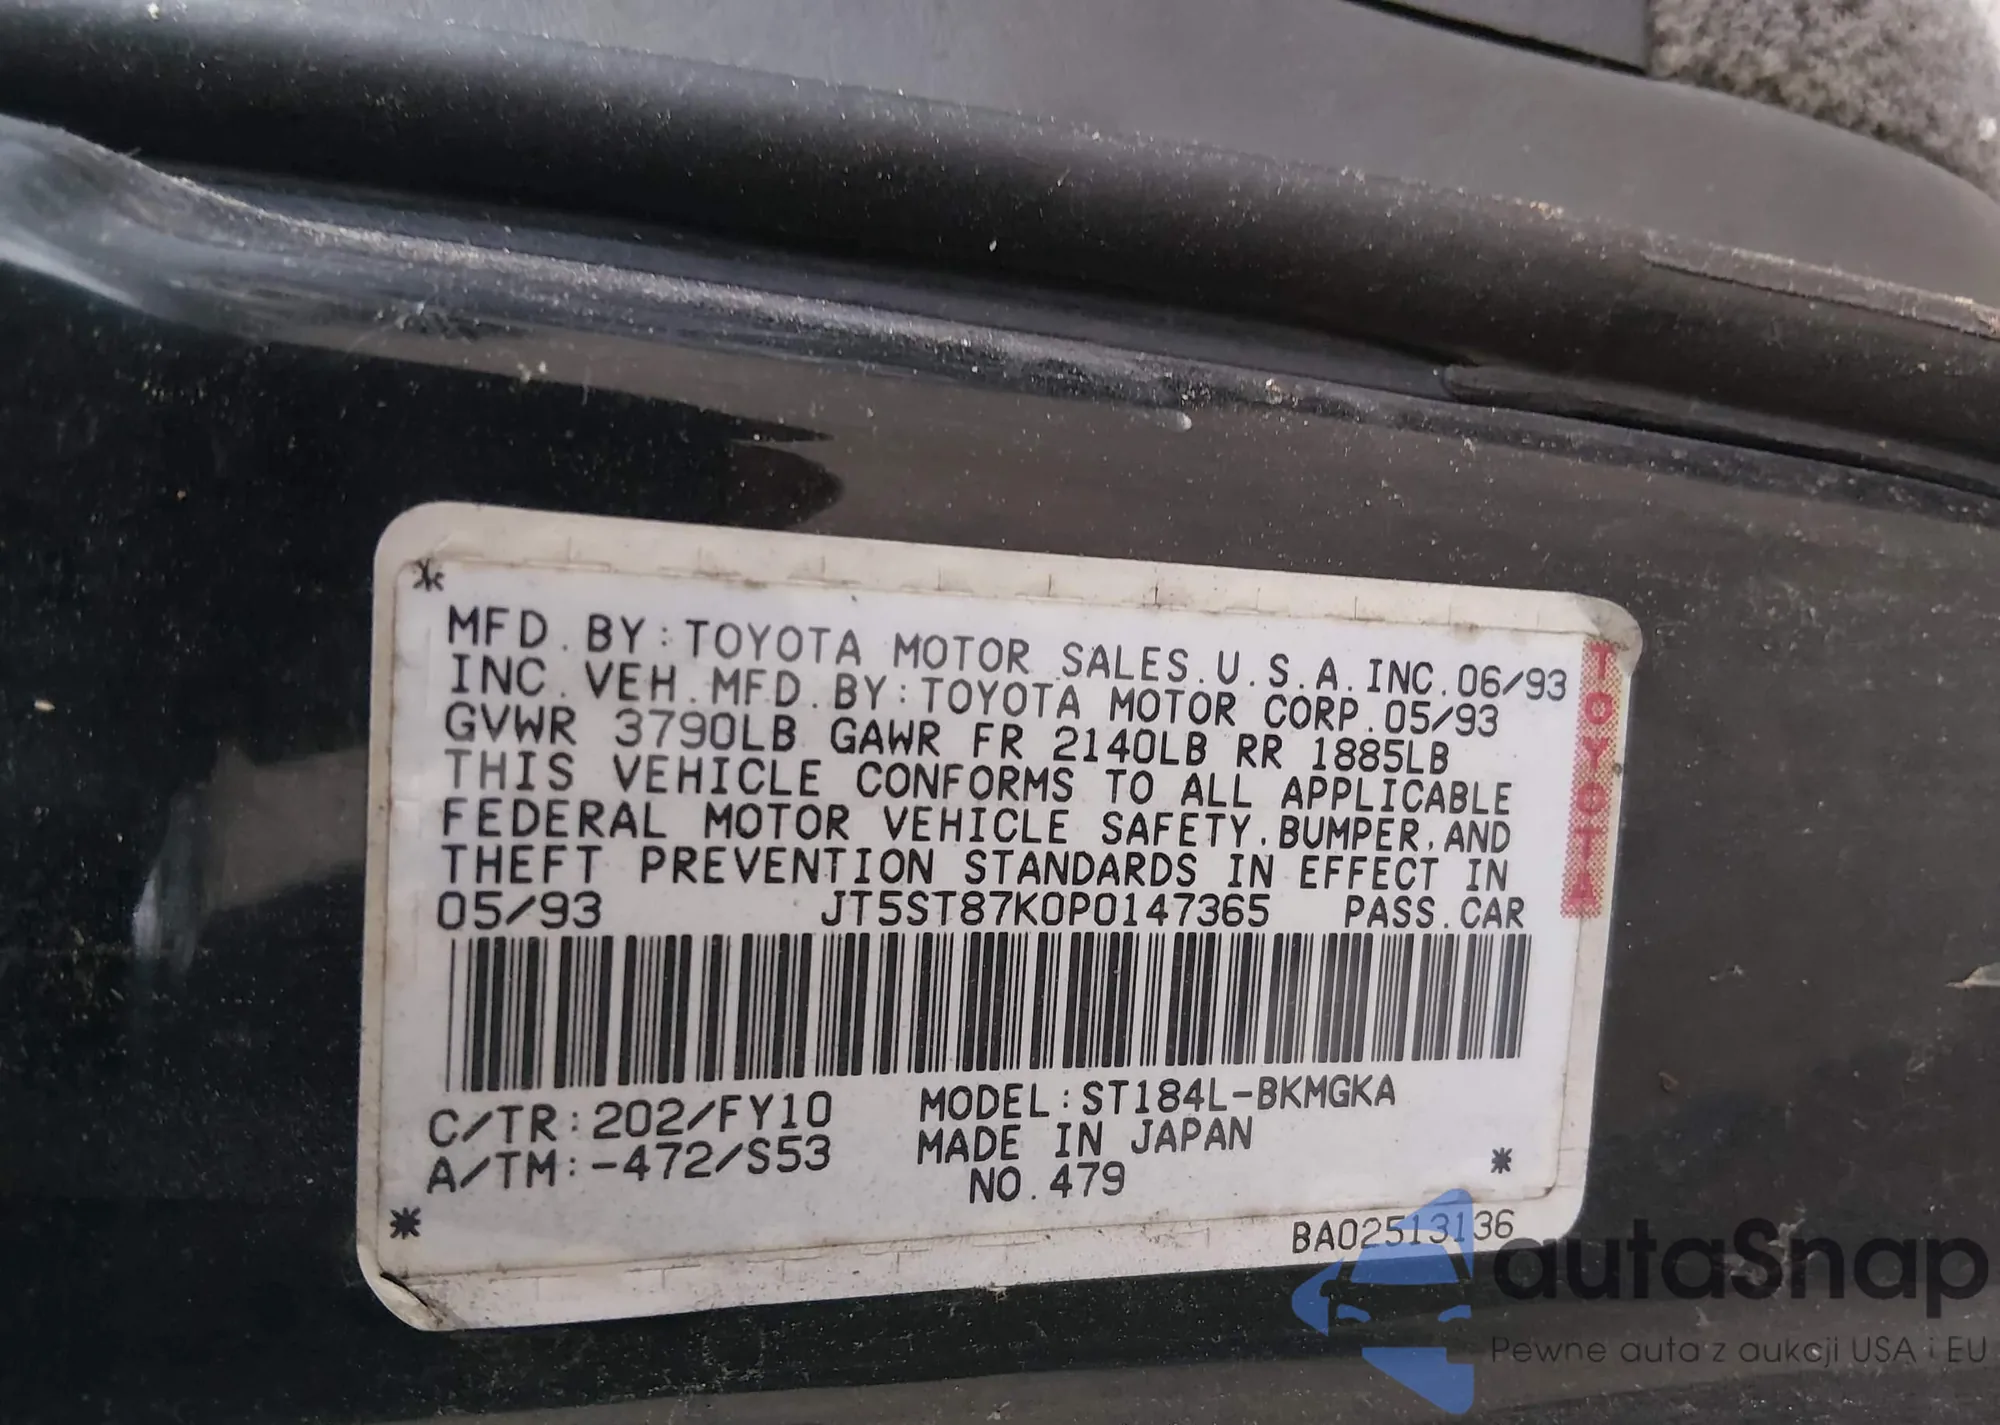 MFD.BY:TOYOTA MOTOR SALES.U.S.A.INC.06/93
INC.VEH.MFD.BY:TOYOTA MOTOR CORP.05/93
GVWR 3790LB GAWR FR 2140LB RR 1885LB
THIS VEHICLE CONFORMS TO ALL APPLICABLE
FEDERAL MOTOR VEHICLE SAFETY.BUMPER.AND
THEFT PREVENTION STANDARDS IN EFFECT IN
05/93 JT5ST87K0P0147365 PASS.CAR
TOYOTA
C/TR:202/FY10 MODEL:ST184L-BKMGKA
A/TM:-472/S53 MADE IN JAPAN
NO.479
BA02513136
autaSnap
Pewne auta z aukcji USA i EU